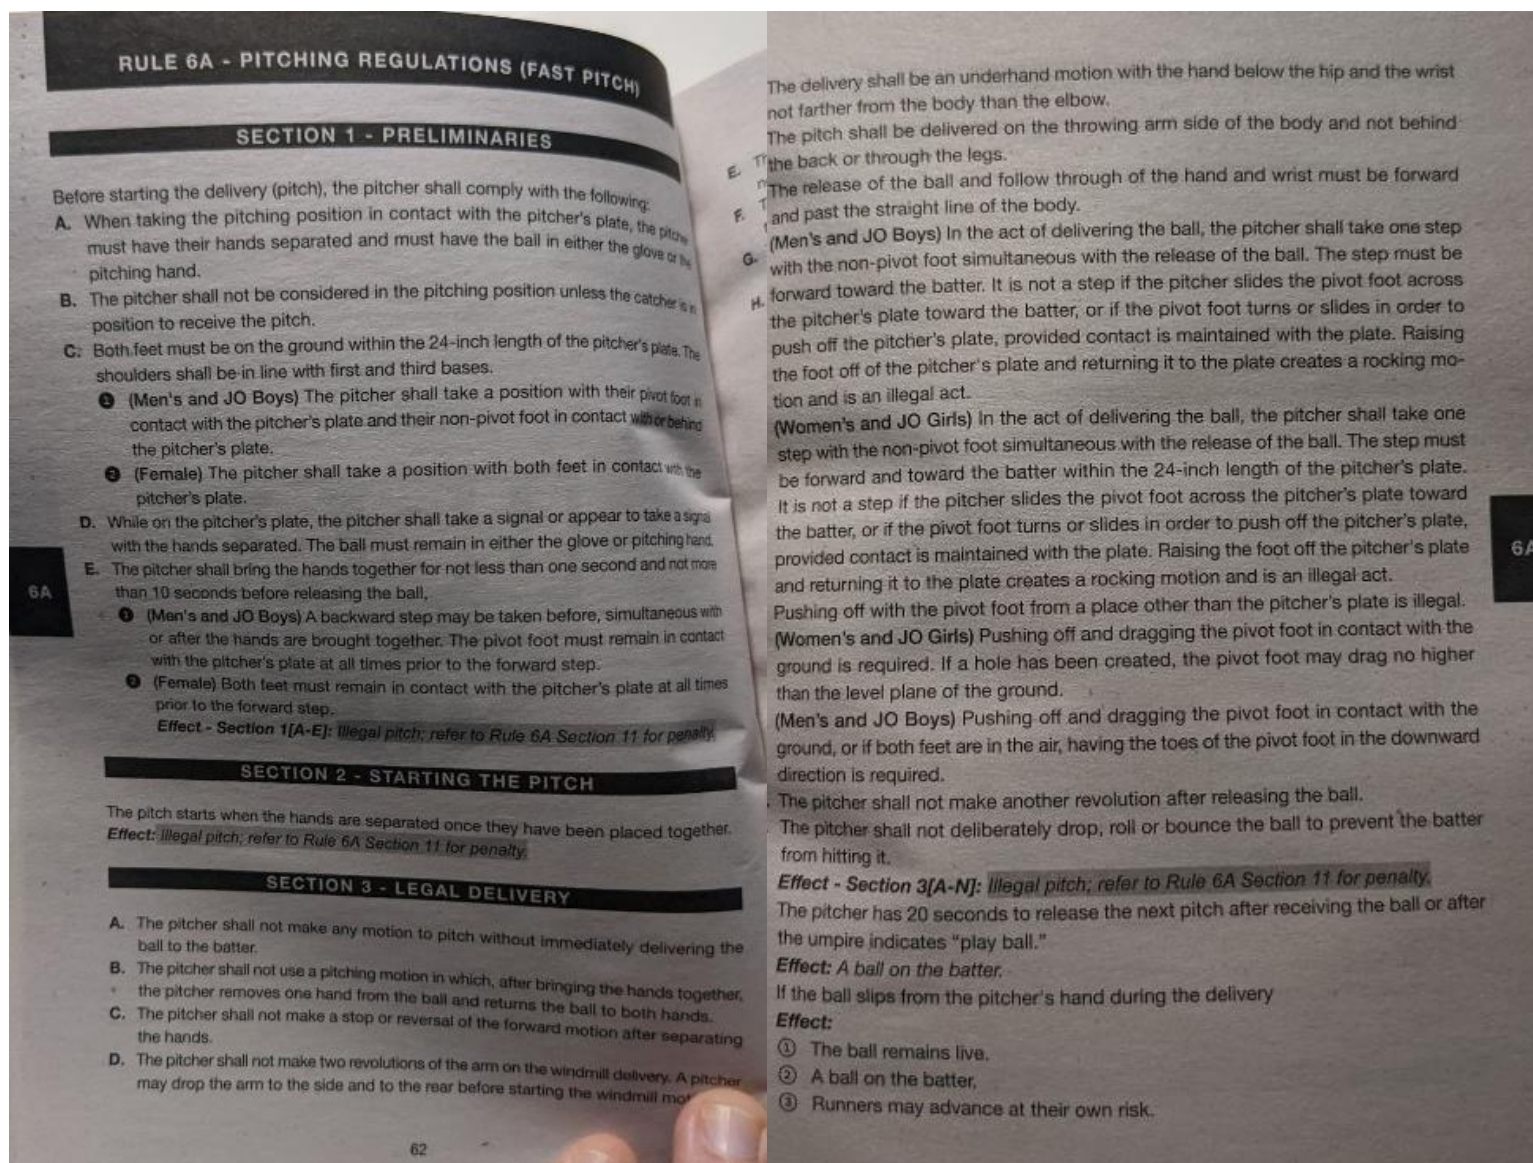 RULE 6A - PITCHING REGULATIONS (FAST PITCH)
SECTION 1 - PRELIMINARIES
Before starting the delivery (pitch), the pitcher shall comply with the following:
A. When taking the pitching position in contact with the pitcher's plate, the pitcher
must have their hands separated and must have the ball in either the glove or the
pitching hand.
B. The pitcher shall not be considered in the pitching position unless the catcher is in
position to receive the pitch.
C. Both feet must be on the ground within the 24-inch length of the pitcher's plate. The
shoulders shall be in line with first and third bases.
❶ (Men's and JO Boys) The pitcher shall take a position with their pivot foot in
contact with the pitcher's plate and their non-pivot foot in contact with or behind
the pitcher's plate.
❷ (Female) The pitcher shall take a position with both feet in contact with the
pitcher's plate.
D. While on the pitcher's plate, the pitcher shall take a signal or appear to take a signal
with the hands separated. The ball must remain in either the glove or pitching hand.
E. The pitcher shall bring the hands together for not less than one second and not more
than 10 seconds before releasing the ball.
❶ (Men's and JO Boys) A backward step may be taken before, simultaneous with
or after the hands are brought together. The pivot foot must remain in contact
with the pitcher's plate at all times prior to the forward step.
❷ (Female) Both feet must remain in contact with the pitcher's plate at all times
prior to the forward step.
Effect - Section 1[A-E]: Illegal pitch; refer to Rule 6A Section 11 for penalty.
6A
SECTION 2 - STARTING THE PITCH
The pitch starts when the hands are separated once they have been placed together.
Effect: Illegal pitch; refer to Rule 6A Section 11 for penalty.
SECTION 3 - LEGAL DELIVERY
A. The pitcher shall not make any motion to pitch without immediately delivering the
ball to the batter.
B. The pitcher shall not use a pitching motion in which, after bringing the hands together,
the pitcher removes one hand from the ball and returns the ball to both hands.
C. The pitcher shall not make a stop or reversal of the forward motion after separating
the hands.
D. The pitcher shall not make two revolutions of the arm on the windmill delivery. A pitcher
may drop the arm to the side and to the rear before starting the windmill
62
E.
F.
G.
H.
The delivery shall be an underhand motion with the hand below the hip and the wrist
not farther from the body than the elbow.
The pitch shall be delivered on the throwing arm side of the body and not behind
the back or through the legs.
The release of the ball and follow through of the hand and wrist must be forward
and past the straight line of the body.
(Men's and JO Boys) In the act of delivering the ball, the pitcher shall take one step
with the non-pivot foot simultaneous with the release of the ball. The step must be
forward toward the batter. It is not a step if the pitcher slides the pivot foot across
the pitcher's plate toward the batter, or if the pivot foot turns or slides in order to
push off the pitcher's plate, provided contact is maintained with the plate. Raising
the foot off of the pitcher's plate and returning it to the plate creates a rocking mo-
tion and is an illegal act.
(Women's and JO Girls) In the act of delivering the ball, the pitcher shall take one
step with the non-pivot foot simultaneous with the release of the ball. The step must
be forward and toward the batter within the 24-inch length of the pitcher's plate.
It is not a step if the pitcher slides the pivot foot across the pitcher's plate toward
the batter, or if the pivot foot turns or slides in order to push off the pitcher's plate,
provided contact is maintained with the plate. Raising the foot off the pitcher's plate
and returning it to the plate creates a rocking motion and is an illegal act.
Pushing off with the pivot foot from a place other than the pitcher's plate is illegal.
(Women's and JO Girls) Pushing off and dragging the pivot foot in contact with the
ground is required. If a hole has been created, the pivot foot may drag no higher
than the level plane of the ground.
(Men's and JO Boys) Pushing off and dragging the pivot foot in contact with the
ground, or if both feet are in the air, having the toes of the pivot foot in the downward
direction is required.
The pitcher shall not make another revolution after releasing the ball.
The pitcher shall not deliberately drop, roll or bounce the ball to prevent the batter
from hitting it.
Effect - Section 3[A-N]: Illegal pitch; refer to Rule 6A Section 11 for penalty.
The pitcher has 20 seconds to release the next pitch after receiving the ball or after
the umpire indicates "play ball."
Effect: A ball on the batter.
If the ball slips from the pitcher's hand during the delivery
Effect:
① The ball remains live.
② A ball on the batter.
③ Runners may advance at their own risk.